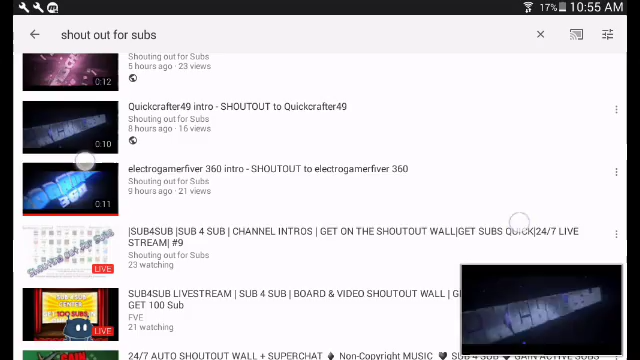 17% 10:55 AM
shout out for subs
Shouting out for Subs
5 hours ago · 23 views
0:12
Quickcrafter49 intro - SHOUTOUT to Quickcrafter49
Shouting out for Subs
8 hours ago · 16 views
0:10
electrogamerfiver 360 intro - SHOUTOUT to electrogamerfiver 360
Shouting out for Subs
9 hours ago · 21 views
0:11
|SUB4SUB |SUB 4 SUB | CHANNEL INTROS | GET ON THE SHOUTOUT WALL|GET SUBS QUICK|24/7 LIVE
STREAM| #9
Shouting out for Subs
23 watching
LIVE
SUB4SUB LIVESTREAM | SUB 4 SUB | BOARD & VIDEO SHOUTOUT WALL |
GET 100 Sub
FVE
21 watching
SUB 4 SUB
CENTER
100 SUBS
LIVE
24/7 AUTO SHOUTOUT WALL + SUPERCHAT Non-Copyright MUSIC
GAIN